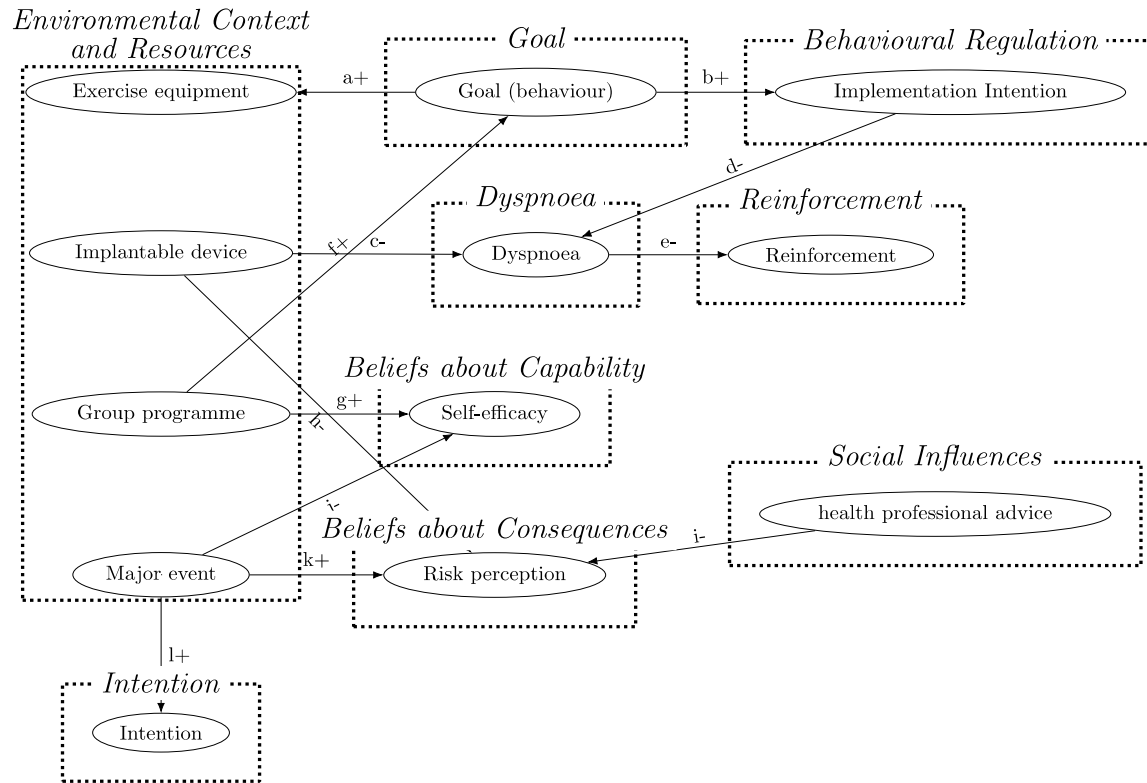 Environmental Context
and Resources
Goal
Behavioural Regulation
Exercise equipment
a+
Goal (behaviour)
b+
Implementation Intention
d-
Dyspnoea
Reinforcement
Implantable device
f+
c-
Dyspnoea
e-
Reinforcement
Beliefs about Capability
Group programme
h-
g+
Self-efficacy
Social Influences
i-
health professional advice
Beliefs about Consequences
i-
Major event
k+
Risk perception
l+
Intention
Intention